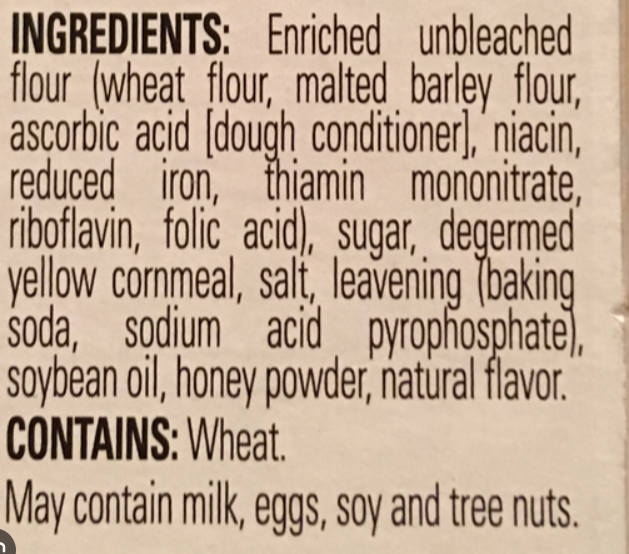 INGREDIENTS: Enriched unbleached
flour (wheat flour, malted barley flour,
ascorbic acid [dough conditioner], niacin,
reduced iron, thiamin mononitrate,
riboflavin, folic acid), sugar, degermed
yellow cornmeal, salt, leavening (baking
soda, sodium acid pyrophosphate),
soybean oil, honey powder, natural flavor.
CONTAINS: Wheat.
May contain milk, eggs, soy and tree nuts.